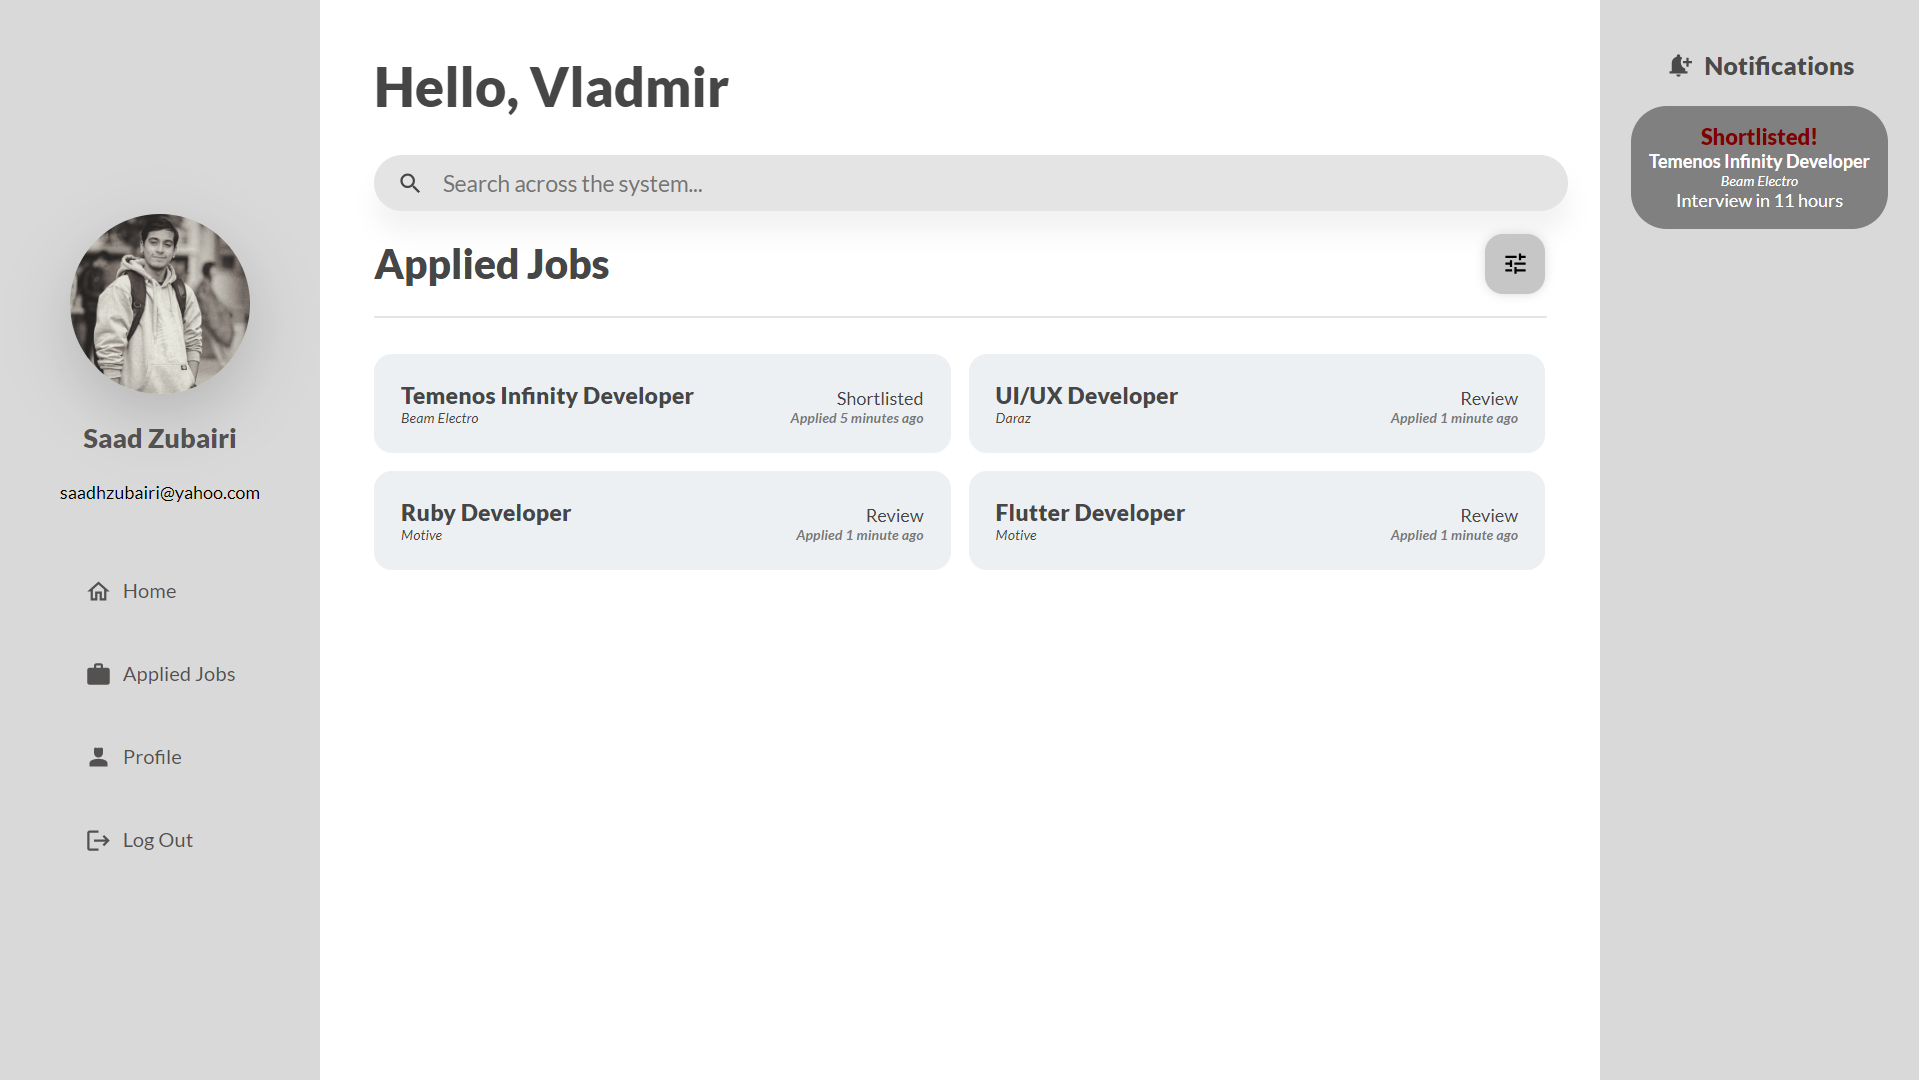 Saad Zubairi
saadhzubairi@yahoo.com
Home
Applied Jobs
Profile
Log Out
Hello, Vladmir
Search across the system...
Applied Jobs
Temenos Infinity Developer
Beam Electro
Shortlisted
Applied 5 minutes ago
UI/UX Developer
Daraz
Review
Applied 1 minute ago
Ruby Developer
Motive
Review
Applied 1 minute ago
Flutter Developer
Motive
Review
Applied 1 minute ago
Notifications
Shortlisted!
Temenos Infinity Developer
Beam Electro
Interview in 11 hours